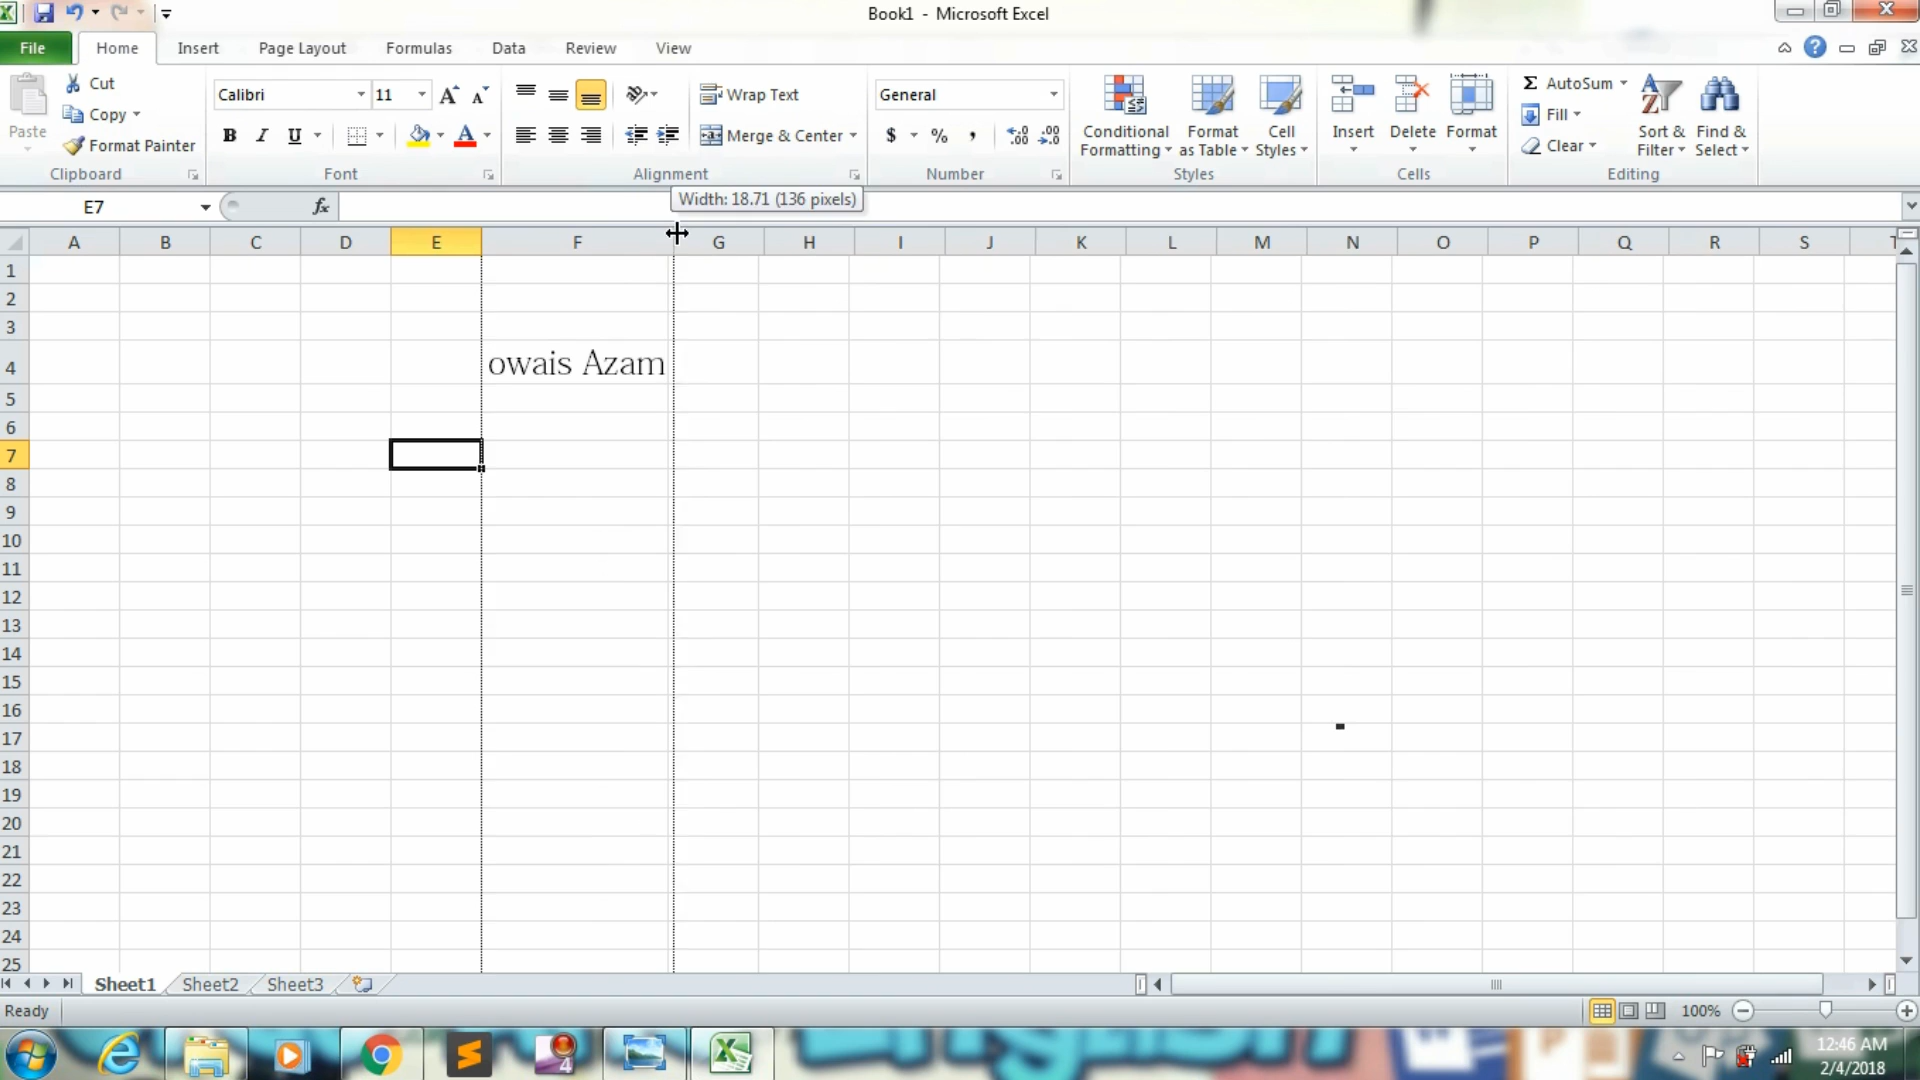 Book1 - Microsoft Excel
File Home Insert Page Layout Formulas Data Review View
Paste
Cut
Copy
Format Painter
Clipboard
Calibri 11
B I U A
Font
Wrap Text
Merge & Center
Alignment
General
$ % ,
Number
Conditional Formatting
Format as Table
Cell Styles
Styles
Insert Delete Format
Cells
Σ AutoSum
Fill
Clear
Sort & Filter
Find & Select
Editing
Width: 18.71 (136 pixels)
E7 fx
A B C D E F G H I J K L M N O P Q R S T
1
2
3
4 owais Azam
5
6
7
8
9
10
11
12
13
14
15
16
17
18
19
20
21
22
23
24
25
Sheet1 Sheet2 Sheet3
Ready 100%
12:46 AM
2/4/2018